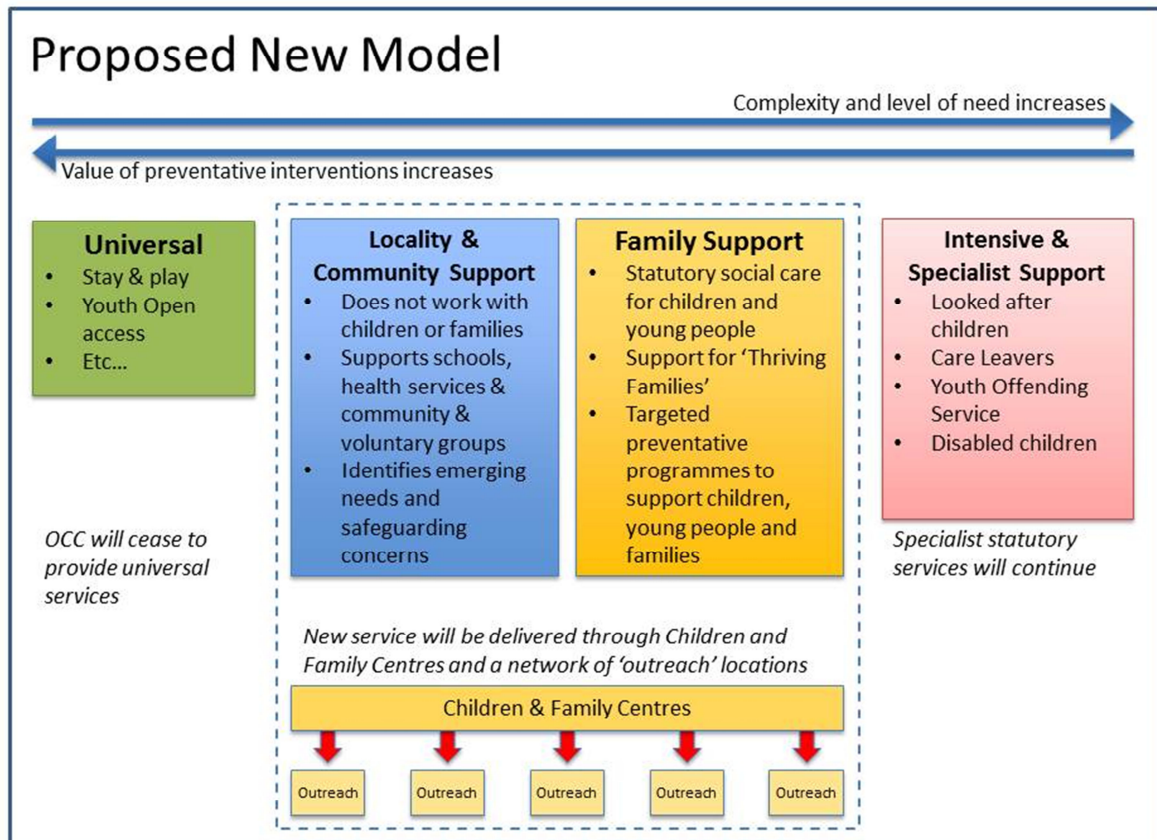 Proposed New Model
Complexity and level of need increases
Value of preventative interventions increases
Universal
• Stay & play
• Youth Open
access
• Etc...
OCC will cease to
provide universal
services
Locality &
Community Support
• Does not work with
children or families
• Supports schools,
health services &
community &
voluntary groups
• Identifies emerging
needs and
safeguarding
concerns
Family Support
• Statutory social care
for children and
young people
• Support for ‘Thriving
Families’
• Targeted
preventative
programmes to
support children,
young people and
families
Intensive &
Specialist Support
• Looked after
children
• Care Leavers
• Youth Offending
Service
• Disabled children
Specialist statutory
services will continue
New service will be delivered through Children and
Family Centres and a network of ‘outreach’ locations
Children & Family Centres
Outreach
Outreach
Outreach
Outreach
Outreach